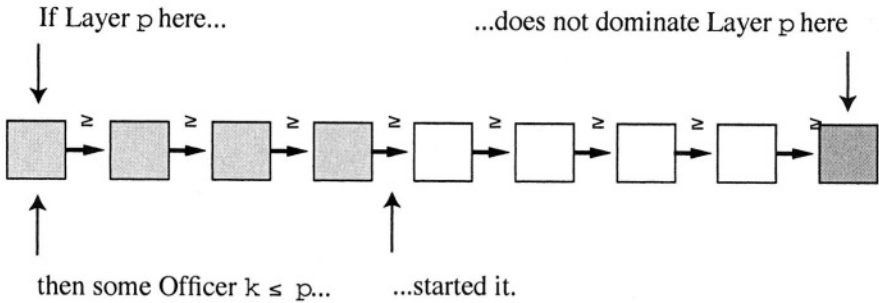 If Layer p here...
...does not dominate Layer p here
≥ ≥ ≥ ≥ ≥ ≥ ≥ ≥
then some Officer k ≤ p...
...started it.